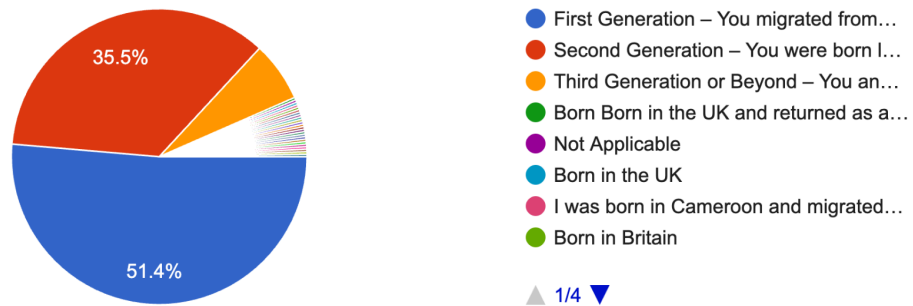 35.5%
51.4%
First Generation – You migrated from…
Second Generation – You were born I…
Third Generation or Beyond – You an…
Born Born in the UK and returned as a…
Not Applicable
Born in the UK
I was born in Cameroon and migrated…
Born in Britain
1/4